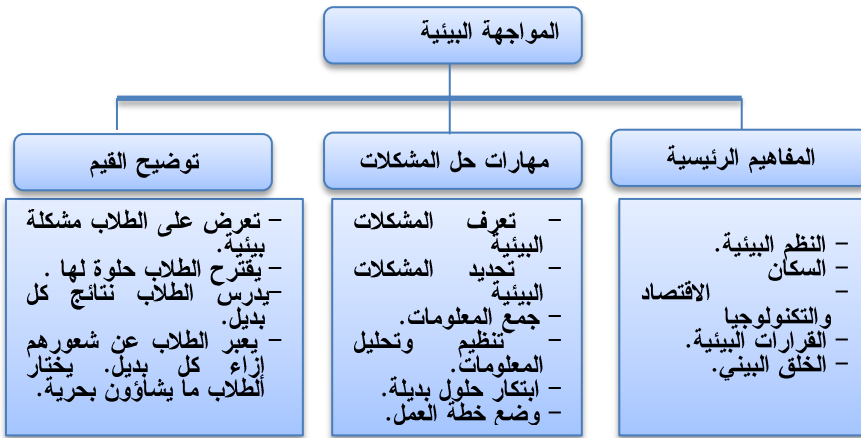 المواجهة البيئية
المفاهيم الرئيسية
مهارات حل المشكلات
توضيح القيم
– النظم البيئية.
– السكان
– الاقتصاد
والتكنولوجيا
– القرارات البيئية.
– الخلق البيني.
– تعرف المشكلات
البيئية
– تحديد المشكلات
البيئية
– جمع المعلومات.
– تنظيم وتحليل
المعلومات.
– ابتكار حلول بديلة.
– وضع خطة العمل.
– تعرض على الطلاب مشكلة
بيئية.
– يقترح الطلاب حلوة لها .
–يدرس الطلاب نتائج كل
بديل.
– يعبر الطلاب عن شعورهم
إزاء كل بديل. يختار
الطلاب ما يشاؤون بحرية.